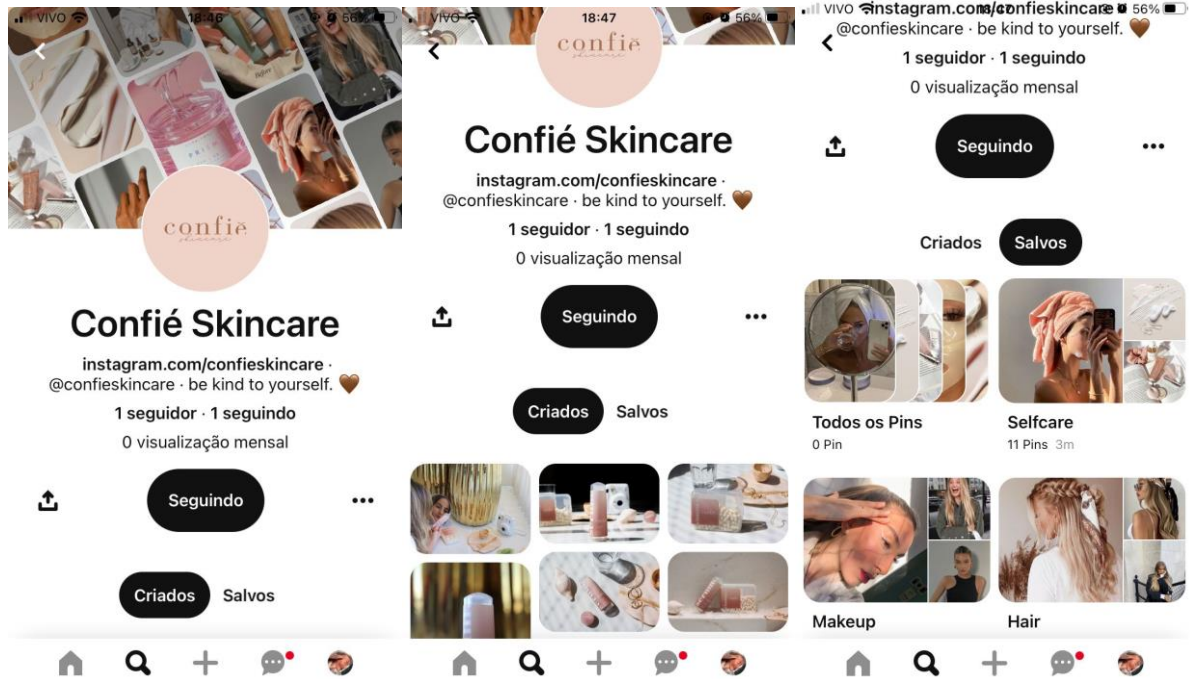 VIVO 18:46 56%
confiē
skincare
Confié Skincare
instagram.com/confieskincare ·
@confieskincare · be kind to yourself. 🤎
1 seguidor · 1 seguindo
0 visualização mensal
Seguindo
Criados Salvos
VIVO 18:47 56%
confiē
skincare
Confié Skincare
instagram.com/confieskincare ·
@confieskincare · be kind to yourself. 🤎
1 seguidor · 1 seguindo
0 visualização mensal
Seguindo
Criados Salvos
VIVO 18:47 56%
instagram.com/confieskincare
@confieskincare · be kind to yourself. 🤎
1 seguidor · 1 seguindo
0 visualização mensal
Seguindo
Criados Salvos
Todos os Pins
0 Pin
Selfcare
11 Pins 3m
Makeup
Hair